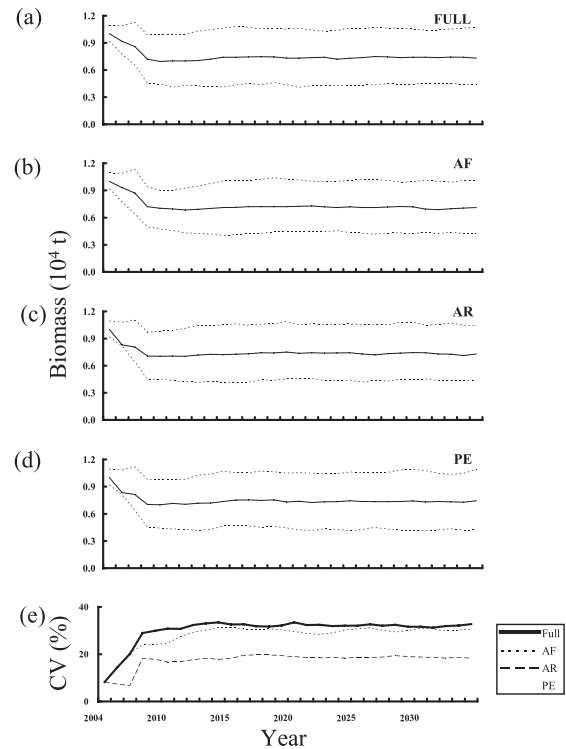 (a)
FULL
1.2
0.9
0.6
0.3
0.0
(b)
AF
1.2
0.9
0.6
0.3
0.0
Biomass (10⁴ t)
(c)
AR
1.2
0.9
0.6
0.3
0.0
(d)
PE
1.2
0.9
0.6
0.3
0.0
(e)
40
20
0
CV (%)
2004 2010 2015 2020 2025 2030
Year
Full
AF
AR
PE